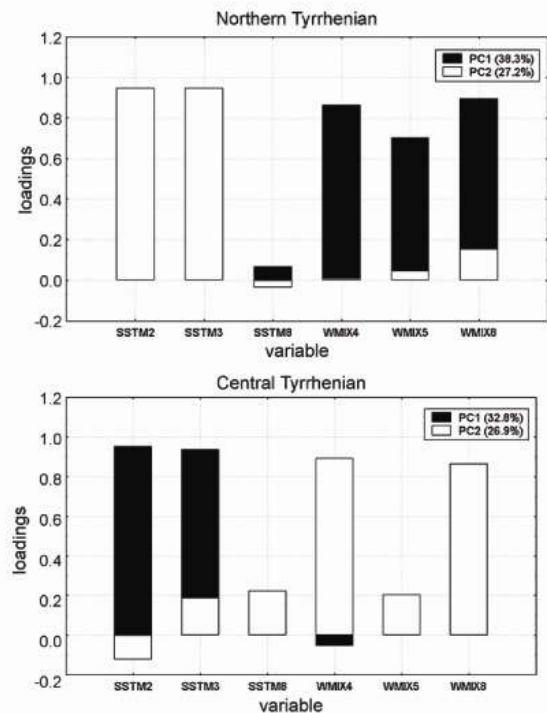 Northern Tyrrhenian
1.2
PC1 (38.3%)
PC2 (27.2%)
1.0
0.8
0.6
0.4
0.2
0.0
-0.2
loadings
SSTM2 SSTM3 SSTM8 WMIX4 WMIX5 WMIX8
variable
Central Tyrrhenian
1.2
PC1 (32.8%)
PC2 (26.9%)
1.0
0.8
0.6
0.4
0.2
0.0
-0.2
loadings
SSTM2 SSTM3 SSTM8 WMIX4 WMIX5 WMIX8
variable